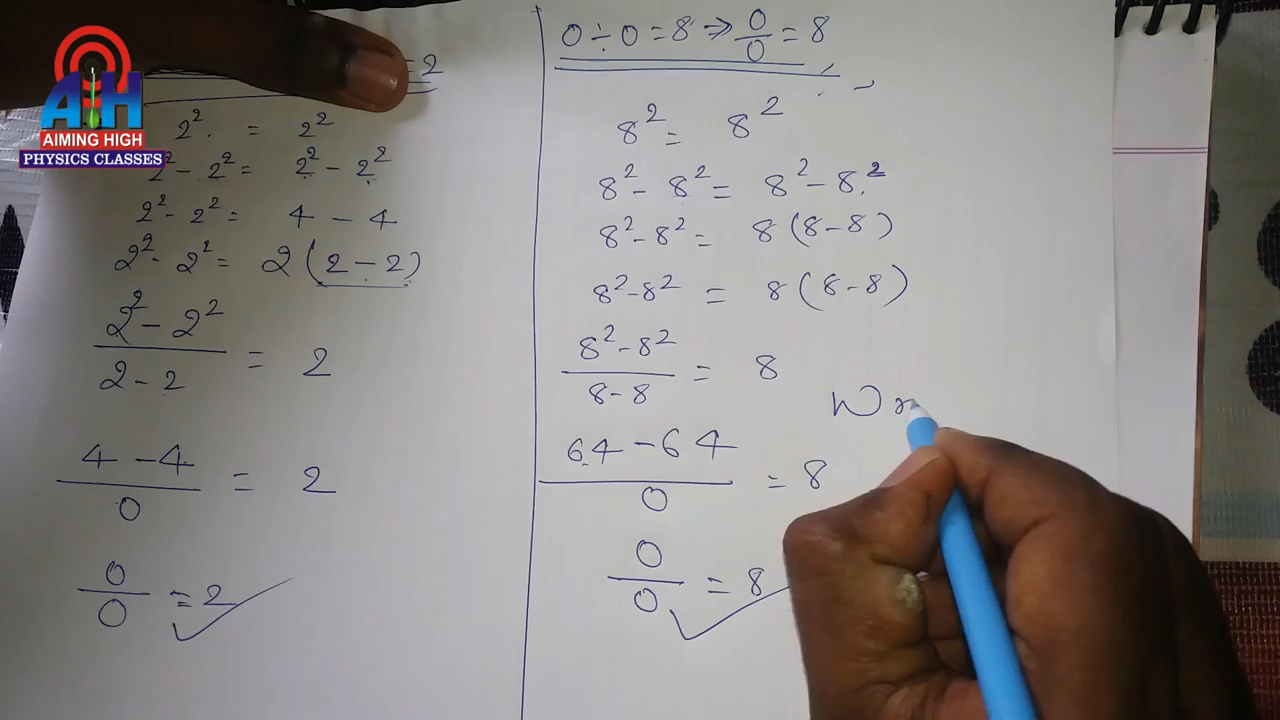 AH
AIMING HIGH
PHYSICS CLASSES
= 2
2² = 2²
2² - 2² = 2² - 2²
2² - 2² = 4 - 4
2² - 2² = 2(2 - 2)
2² - 2²
2 - 2
= 2
4 - 4
0
= 2
0
0
= 2
0 ÷ 0 = 8 ⇒ 0/0 = 8
8² = 8²
8² - 8² = 8² - 8²
8² - 8² = 8(8 - 8)
8² - 8² = 8(8 - 8)
8² - 8²
8 - 8
= 8
64 - 64
0
= 8
0
0
= 8